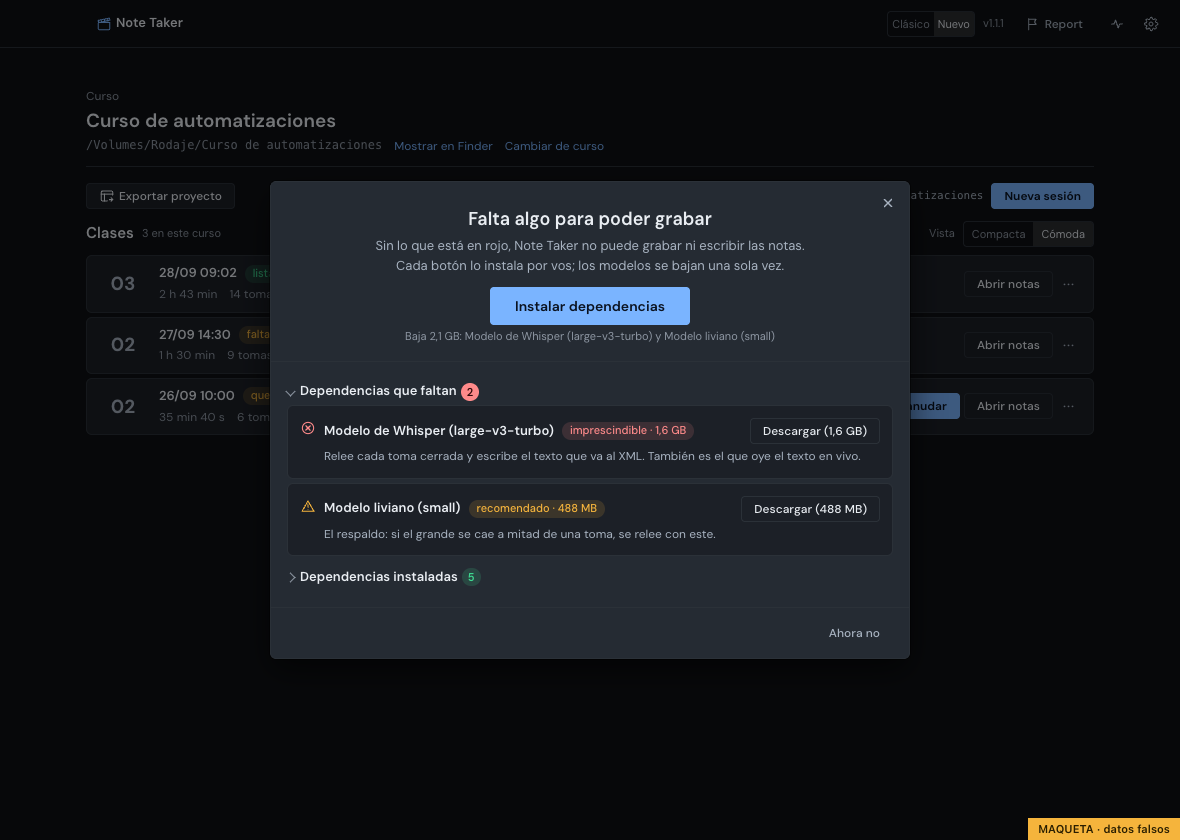 Note Taker
Clásico Nuevo v1.1.1 Report
Curso
Curso de automatizaciones
/Volumes/Rodaje/Curso de automatizaciones Mostrar en Finder Cambiar de curso
Exportar proyecto
Nueva sesión
Clases 3 en este curso
Vista Compacta Cómoda
03 28/09 09:02
2 h 43 min 14
Abrir notas
02 27/09 14:30
1 h 30 min 9 tomas
Abrir notas
02 26/09 10:00
35 min 40 s 6
Abrir notas
Falta algo para poder grabar
Sin lo que está en rojo, Note Taker no puede grabar ni escribir las notas.
Cada botón lo instala por vos; los modelos se bajan una sola vez.
Instalar dependencias
Baja 2,1 GB: Modelo de Whisper (large-v3-turbo) y Modelo liviano (small)
Dependencias que faltan 2
Modelo de Whisper (large-v3-turbo) imprescindible · 1,6 GB Descargar (1,6 GB)
Relee cada toma cerrada y escribe el texto que va al XML. También es el que oye el texto en vivo.
Modelo liviano (small) recomendado · 488 MB Descargar (488 MB)
El respaldo: si el grande se cae a mitad de una toma, se relee con este.
Dependencias instaladas 5
Ahora no
MAQUETA · datos falsos